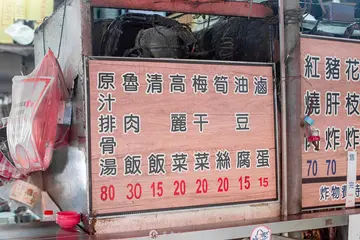 原汁排骨湯 80
魯肉飯 30
清飯 15
高麗菜 20
梅干菜 20
筍絲 20
油豆腐 15
滷蛋 15
紅燒 70
豬肝 70
花枝
炸物煮